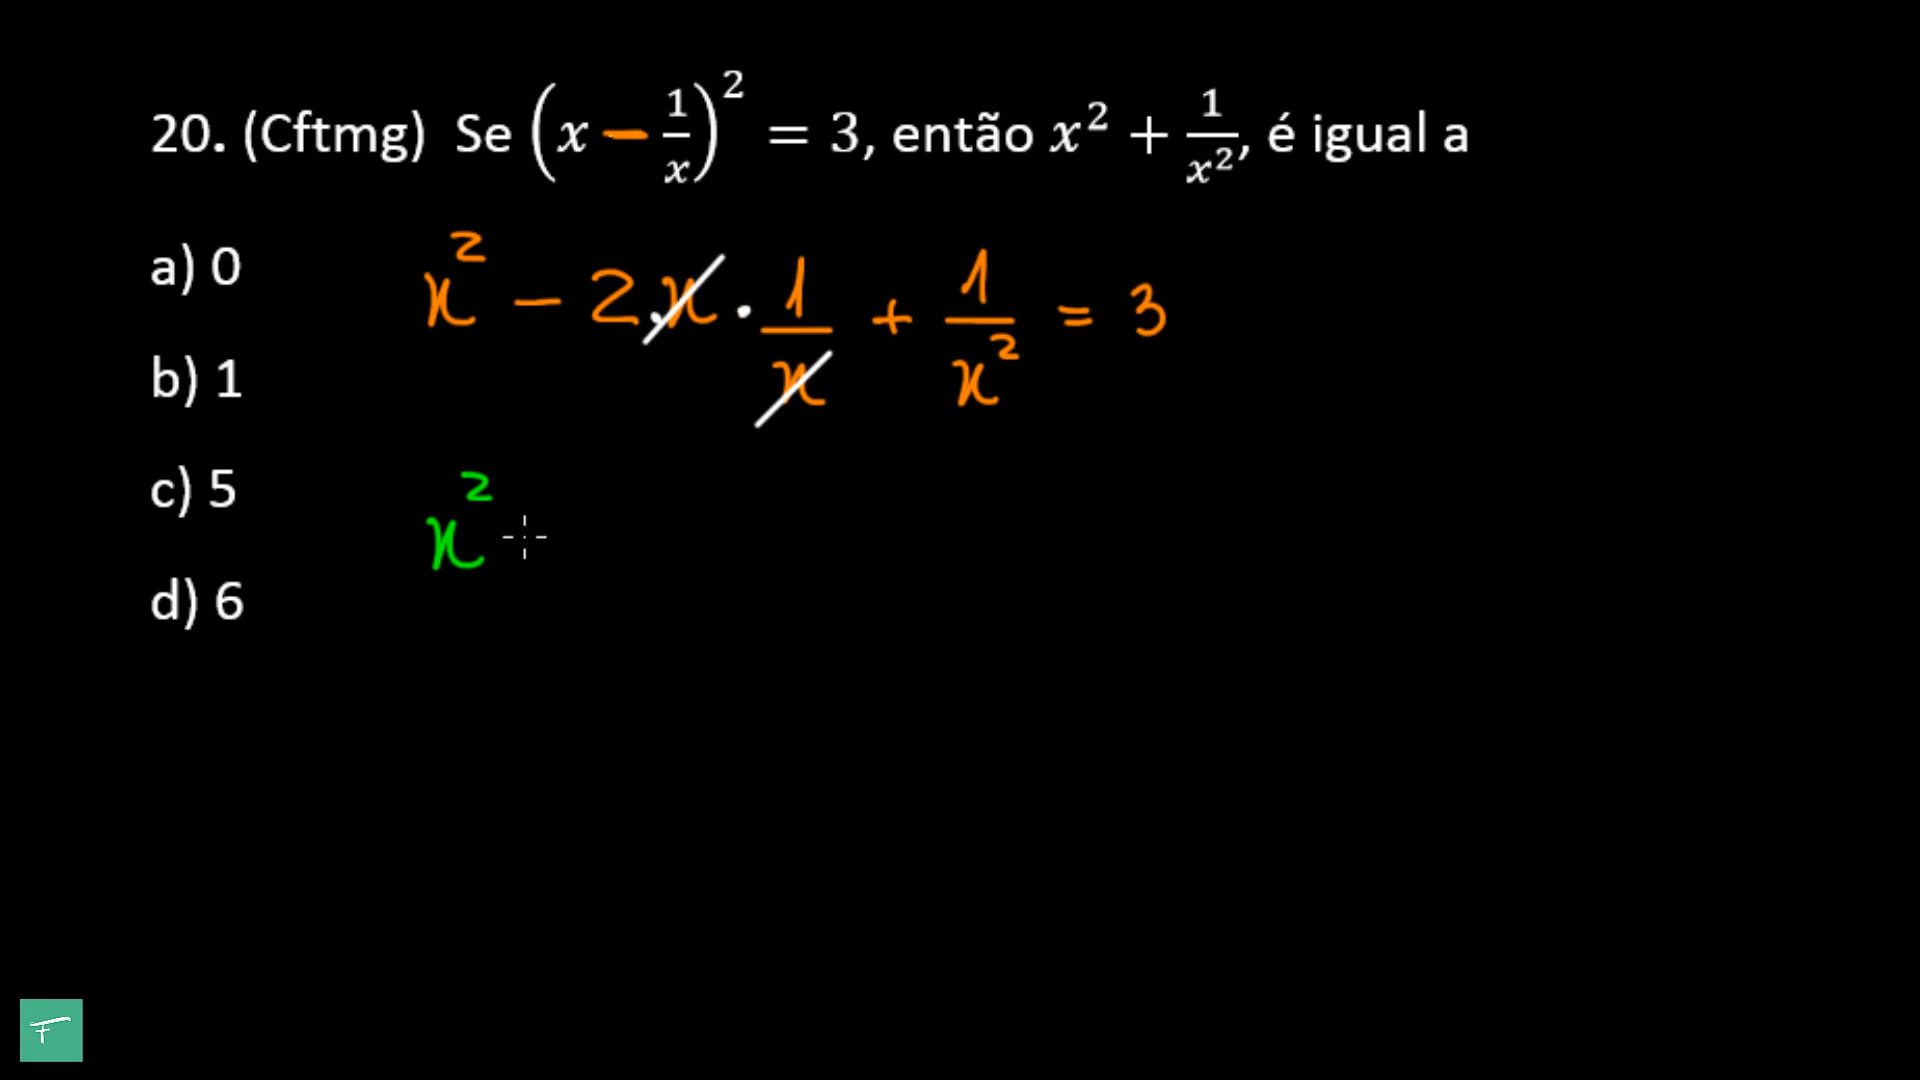 20. (Cftmg) Se (x − 1/x)² = 3, então x² + 1/x², é igual a
a) 0
x² − 2.x · 1/x + 1/x² = 3
b) 1
c) 5
x²
d) 6
F